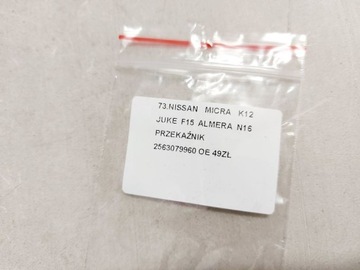 73.NISSAN MICRA K12
JUKE F15 ALMERA N16
PRZEKAŹNIK
2563079960 OE 49ZŁ